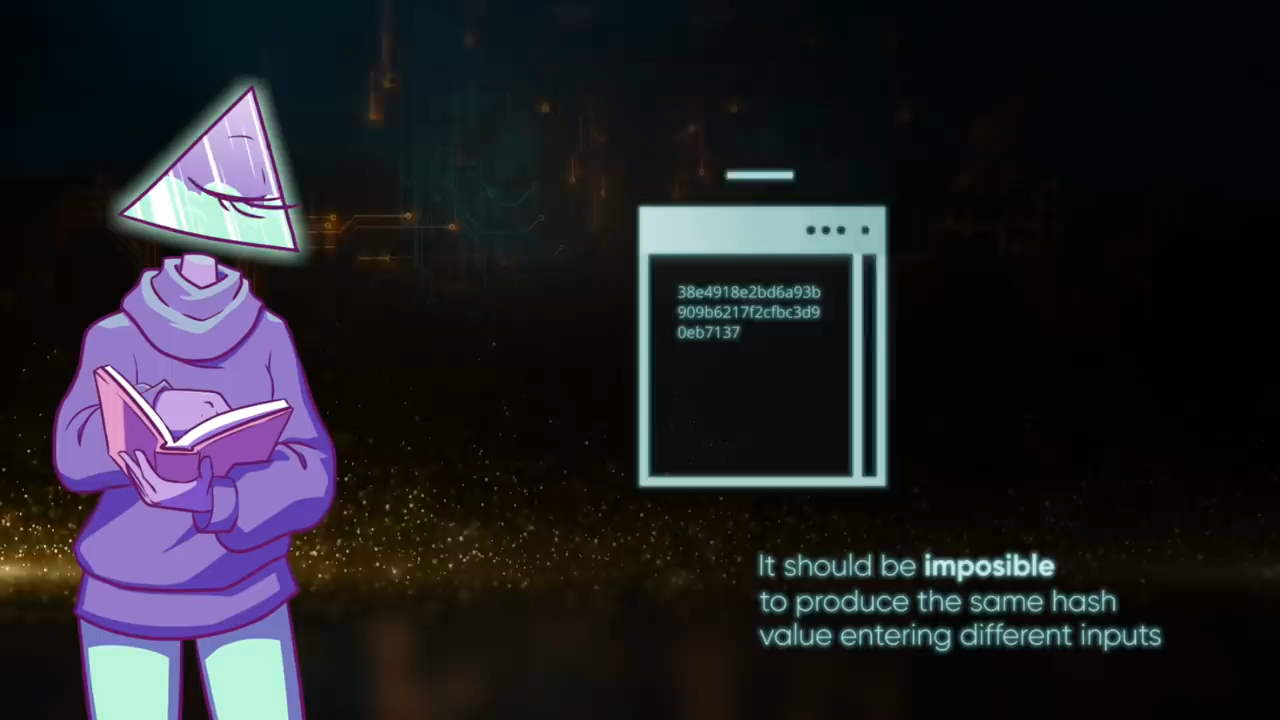 38e4918e2bd6a93b
909b6217f2cfbc3d9
0eb7137
It should be imposible
to produce the same hash
value entering different inputs